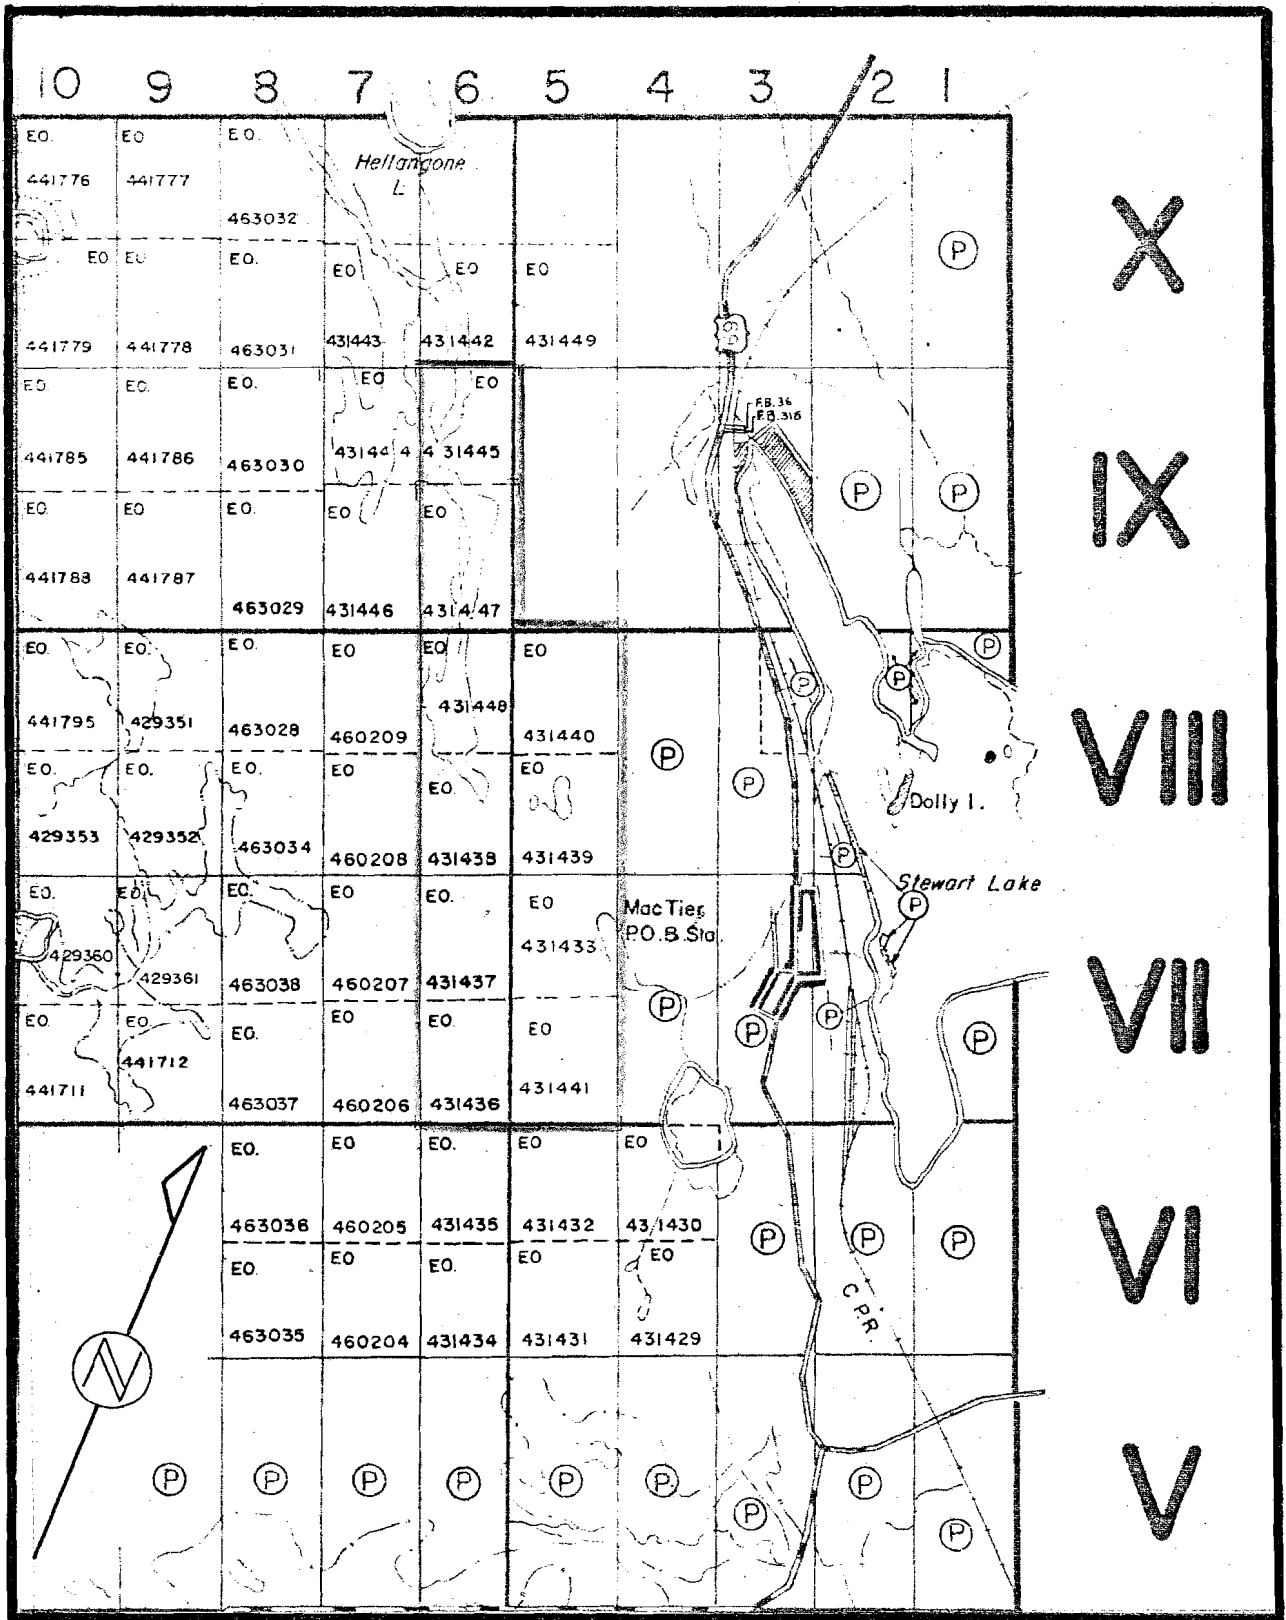 10 9 8 7 6 5 4 3 2 1
EO. EO EO.
Hellangone
L.
441776 441777
463032
X
EO EO EO. EO EO EO
P
69
441779 441778 463031 431443 431442 431449
EO. EO. EO. EO EO
F.B. 36
F.B. 316
441785 441786 463030 431444 431445
P P
IX
EO. EO EO. EO EO
441788 441787 463029 431446 431447
EO. EO. EO. EO EO EO
P
P P
441795 429351 463028 460209 431448 431440
VIII
P
EO. EO. EO. EO EO. EO
P
Dolly I.
429353 429352 463034 460208 431438 431439
P
Stewart Lake
EO. EO. EO. EO EO. EO
Mac Tier
P.O. & Sta.
P
429360 429361 463038 460207 431437 431433
VII
P P P P
EO. EO. EO. EO EO. EO
441711 441712 463037 460206 431436 431441
EO. EO EO. EO EO
463036 460205 431435 431432 431430
P P P
VI
EO. EO EO. EO EO
C.P.R.
463035 460204 431434 431431 431429
N
P P P P P P P P P
V